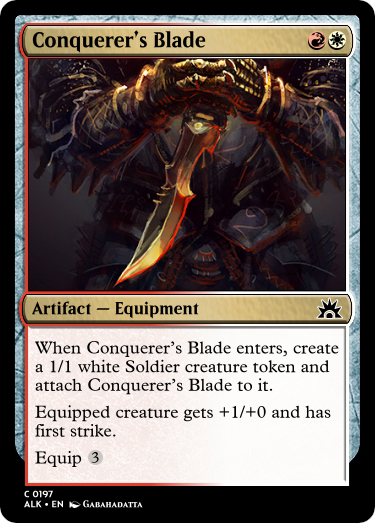 Conquerer's Blade
Artifact — Equipment
When Conquerer's Blade enters, create
a 1/1 white Soldier creature token and
attach Conquerer's Blade to it.
Equipped creature gets +1/+0 and has
first strike.
Equip 3
C 0197
ALK • EN Gabahadatta